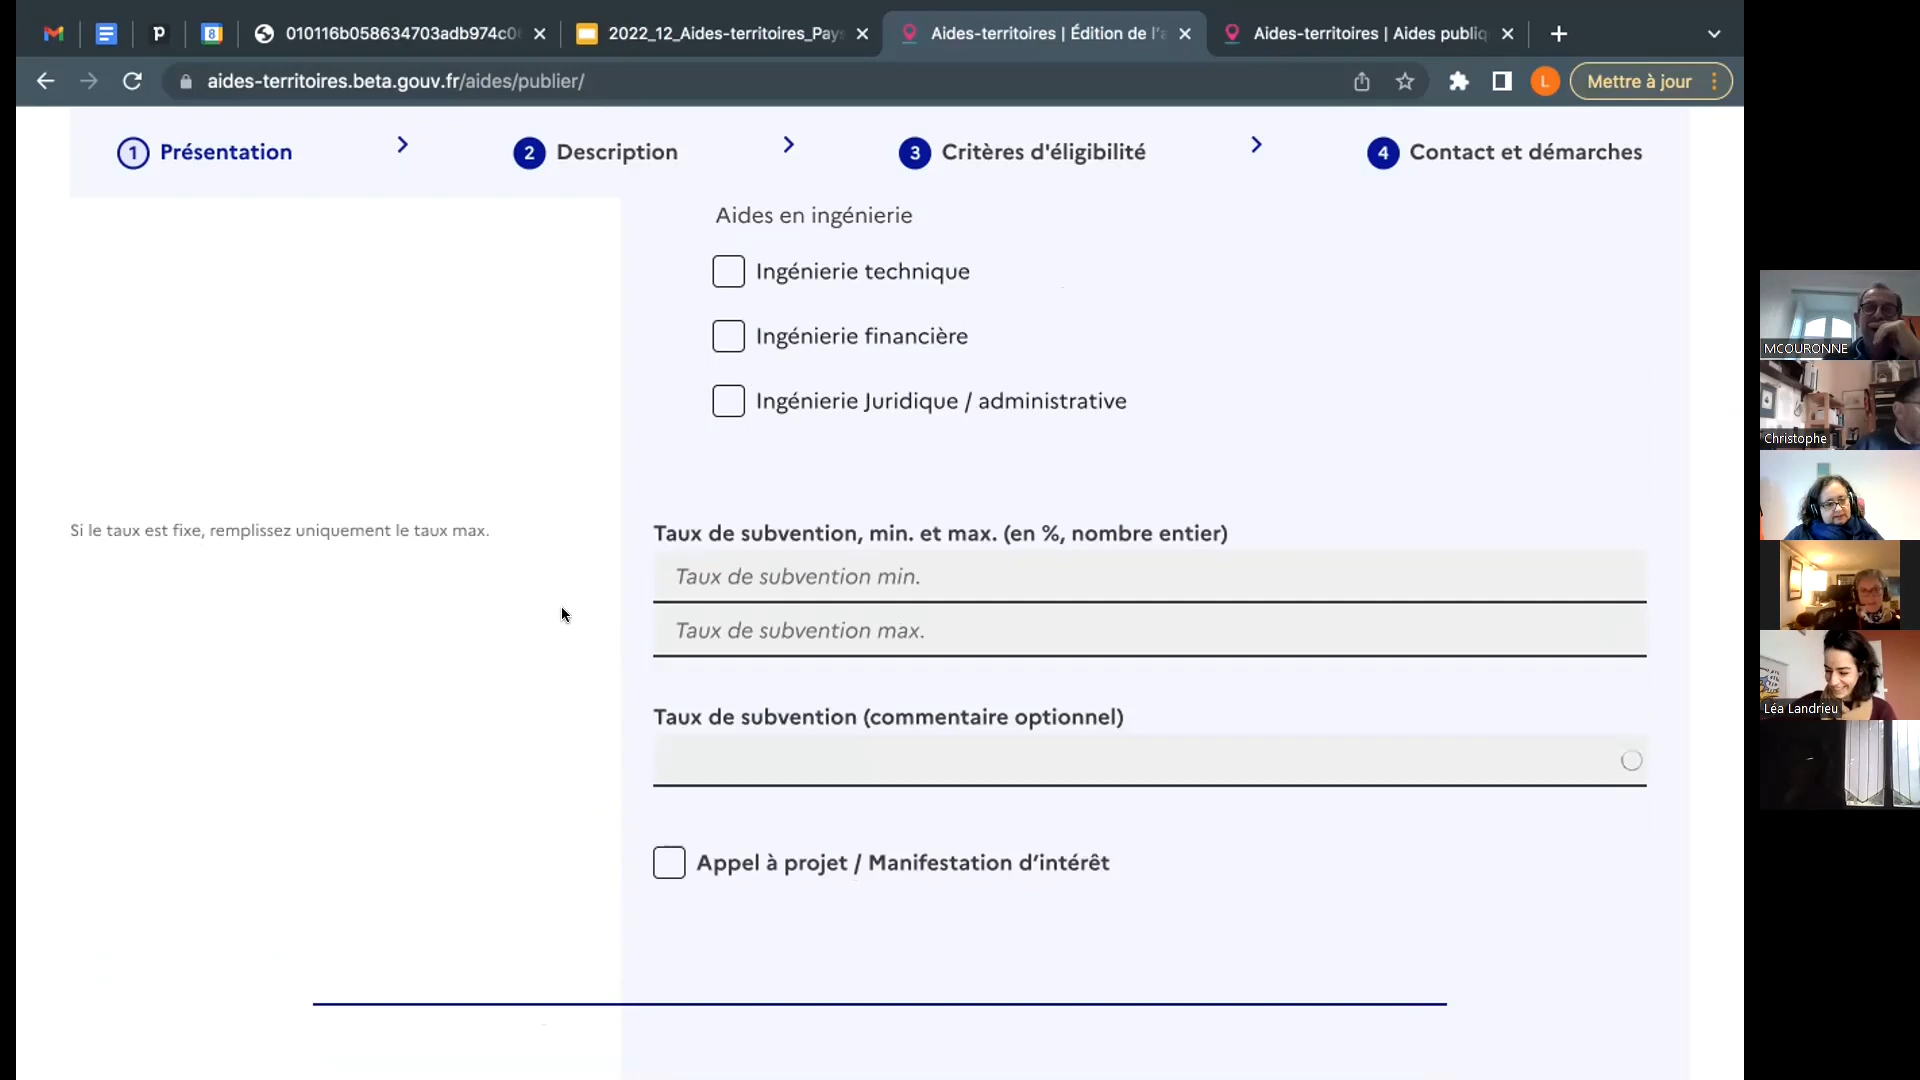 010116b058634703adb974c0
2022_12_Aides-territoires_Pay
Aides-territoires | Édition de l'a
Aides-territoires | Aides publiq
aides-territoires.beta.gouv.fr/aides/publier/
L
Mettre à jour
1 Présentation
2 Description
3 Critères d'éligibilité
4 Contact et démarches
Aides en ingénierie
Ingénierie technique
Ingénierie financière
Ingénierie Juridique / administrative
Si le taux est fixe, remplissez uniquement le taux max.
Taux de subvention, min. et max. (en %, nombre entier)
Taux de subvention min.
Taux de subvention max.
Taux de subvention (commentaire optionnel)
Appel à projet / Manifestation d’intérêt
MCOURONNE
Christophe
Léa Landrieu